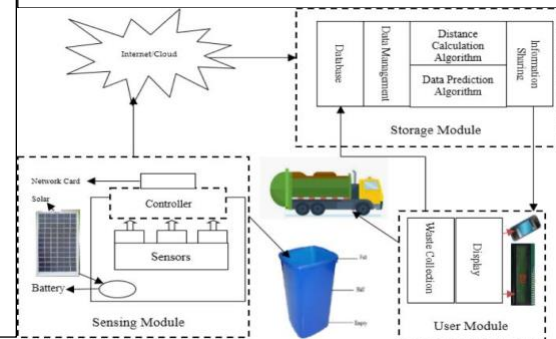 Internet/Cloud
Database
Data Management
Distance
Calculation
Algorithm
Data Prediction
Algorithm
Information
Sharing
Storage Module
Network Card
Solar
Controller
Sensors
Battery
Sensing Module
Full
Half
Empty
Waste Collection
Display
User Module